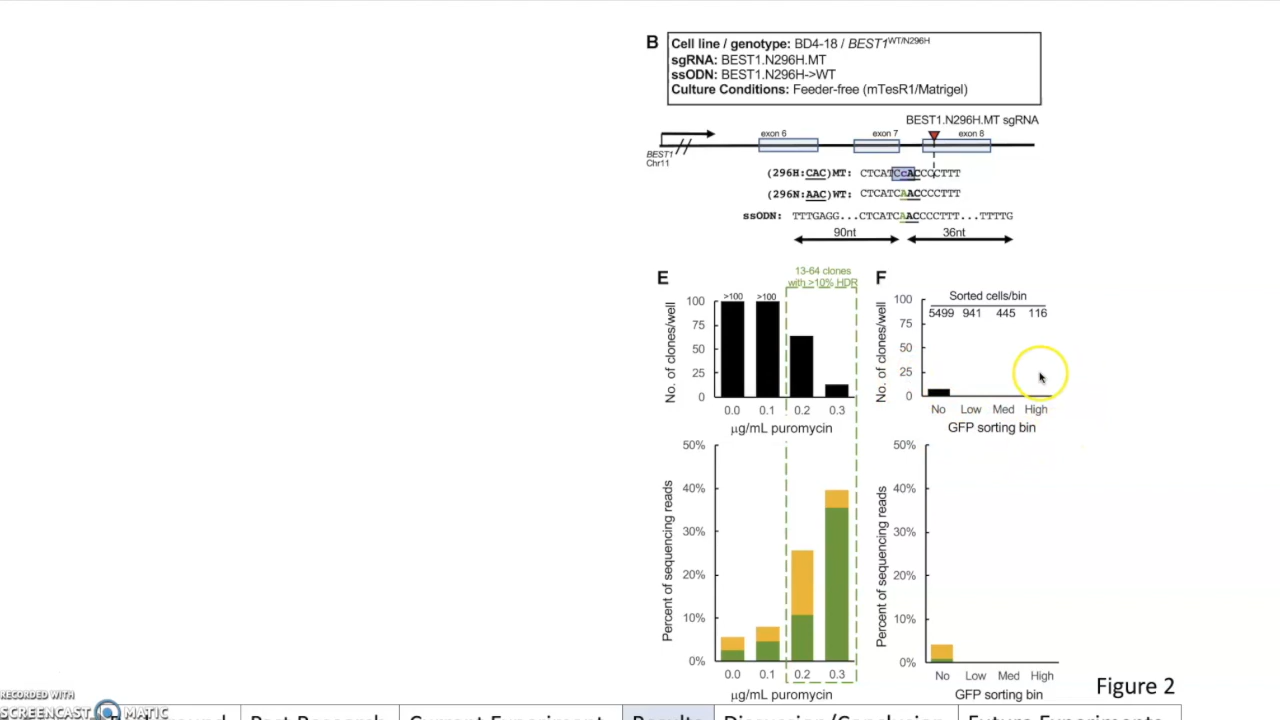 B
Cell line / genotype: BD4-18 / BEST1WT/N296H
sgRNA: BEST1.N296H.MT
ssODN: BEST1.N296H->WT
Culture Conditions: Feeder-free (mTesR1/Matrigel)
BEST1.N296H.MT sgRNA
exon 6 exon 7 exon 8
BEST1
Chr11
(296H:CAC)MT: CTCATCcACCCCTTT
(296N:AAC)WT: CTCATCAACCCCTTT
ssODN: TTTGAGG...CTCATCAACCCCTTT...TTTTG
90nt 36nt
E
13-64 clones
with >10% HDR
>100 >100
No. of clones/well
100
75
50
25
0
0.0 0.1 0.2 0.3
µg/mL puromycin
Percent of sequencing reads
50%
40%
30%
20%
10%
0%
0.0 0.1 0.2 0.3
µg/mL puromycin
F
Sorted cells/bin
5499 941 445 116
No. of clones/well
100
75
50
25
0
No Low Med High
GFP sorting bin
Percent of sequencing reads
50%
40%
30%
20%
10%
0%
No Low Med High
GFP sorting bin
Figure 2
RECORDED WITH
SCREENCAST MATIC
Background Past Research Current Experiment Results Discussion/Conclusion Future Experiments